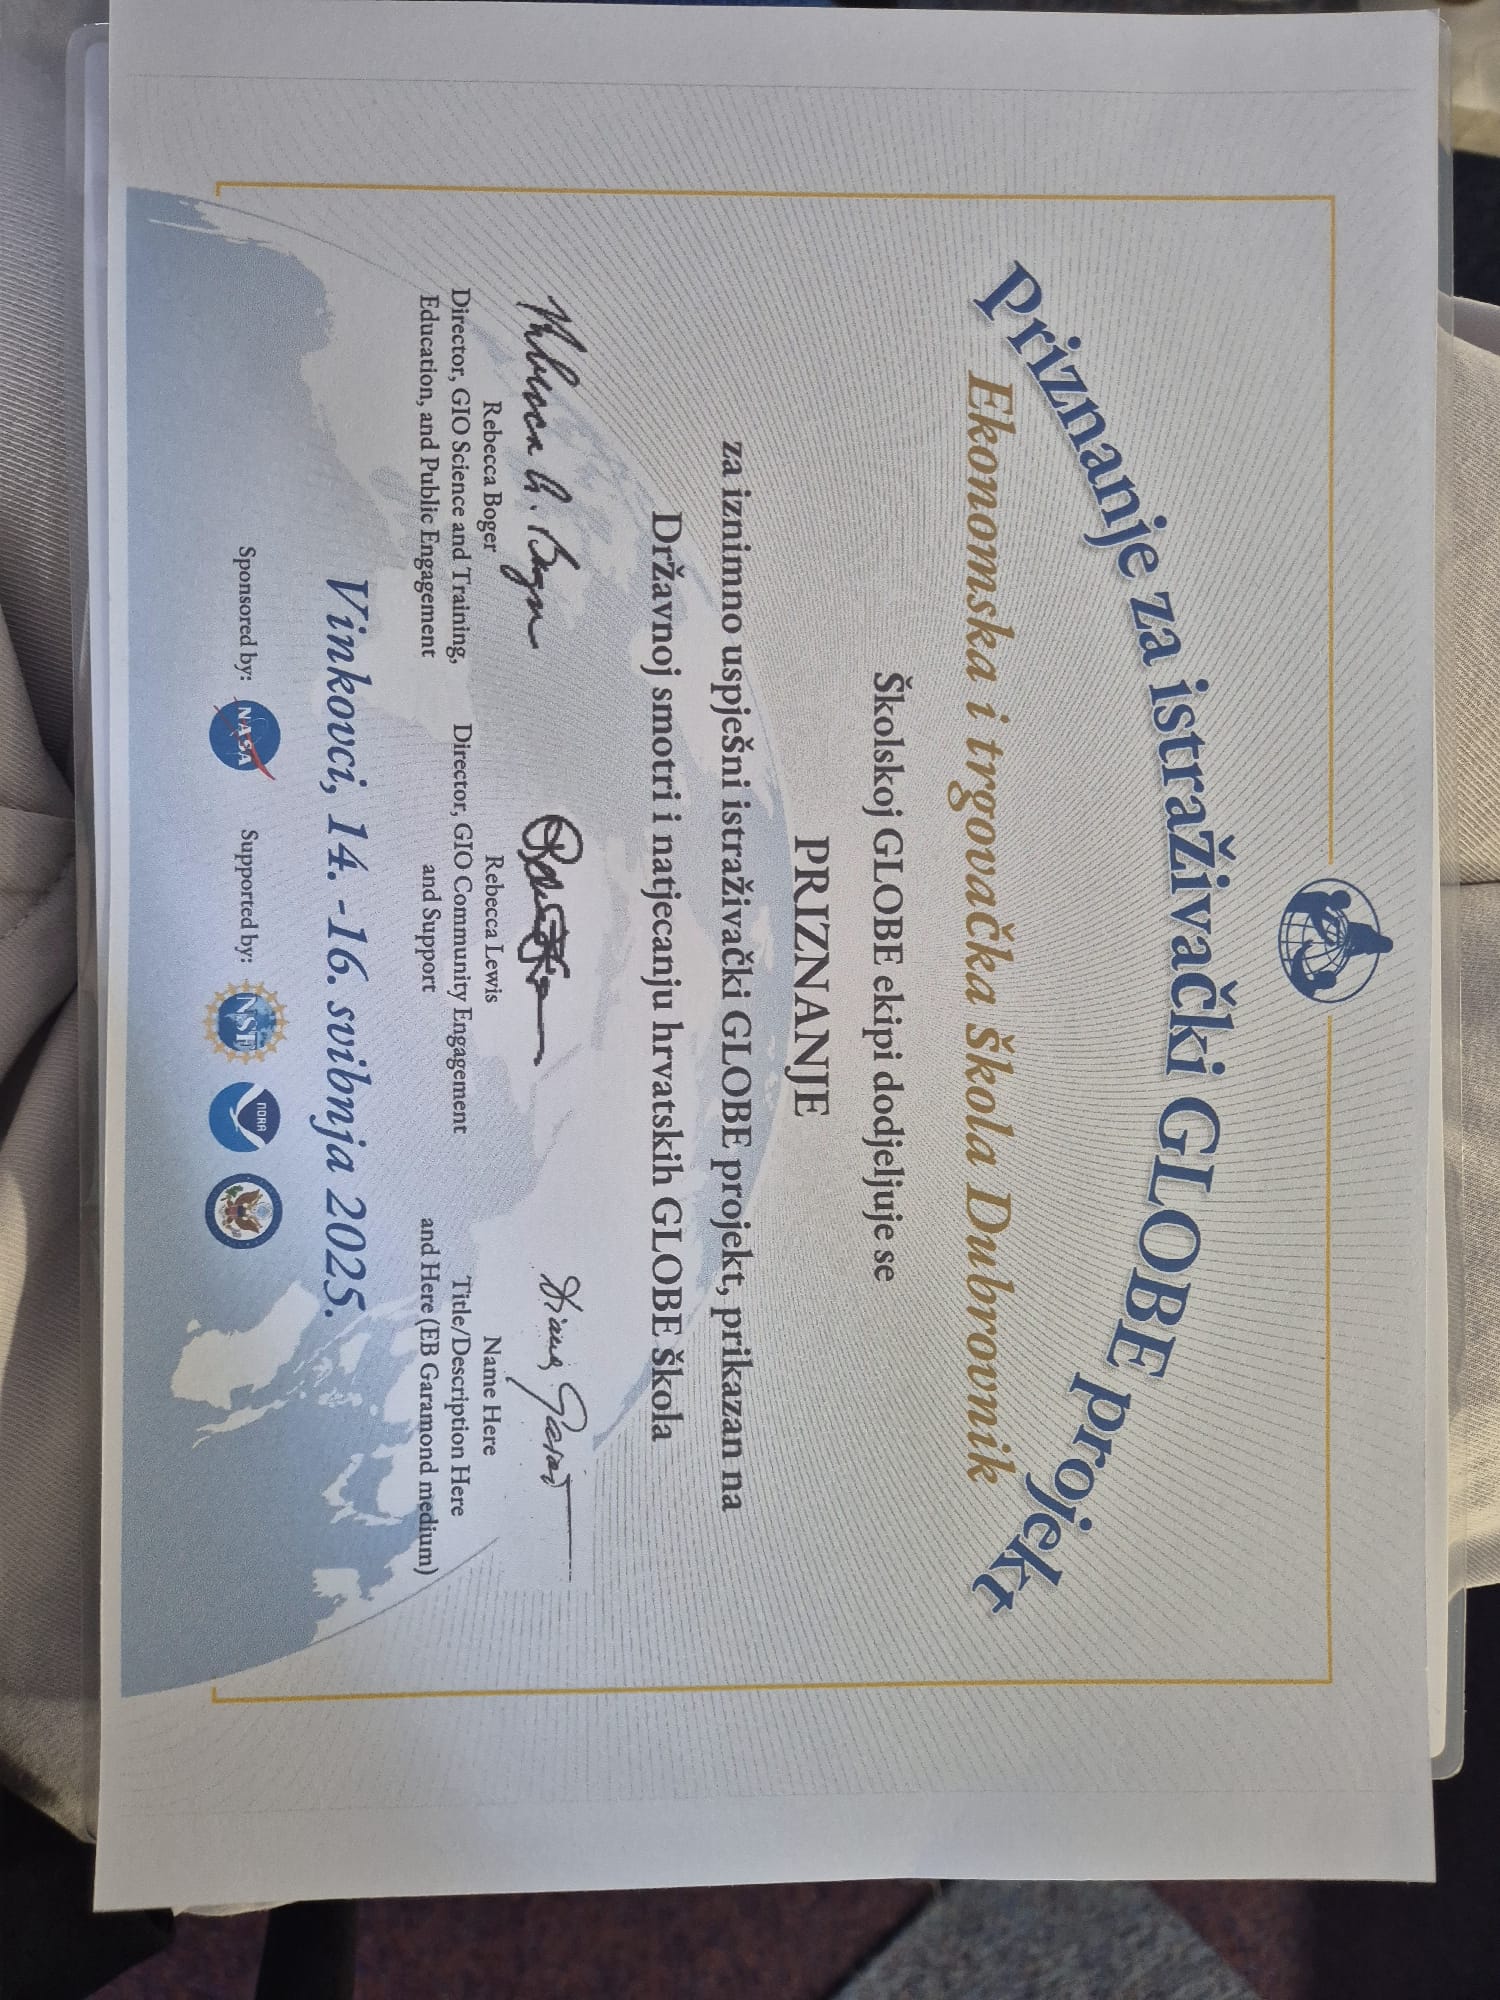 Priznanje za istraživački GLOBE projekt
Ekonomska i trgovačka škola Dubrovnik
Školskoj GLOBE ekipi dodjeljuje se
PRIZNANJE
za iznimno uspješni istraživački GLOBE projekt, prikazan na
Državnoj smotri i natjecanju hrvatskih GLOBE škola
Rebecca Boger
Director, GIO Science and Training,
Education, and Public Engagement
Rebecca Lewis
Director, GIO Community Engagement
and Support
Name Here
Title/Description Here
and Here (EB Garamond medium)
Vinkovci, 14. -16. svibnja 2025.
Sponsored by:
NASA
Supported by:
NSF
NOAA